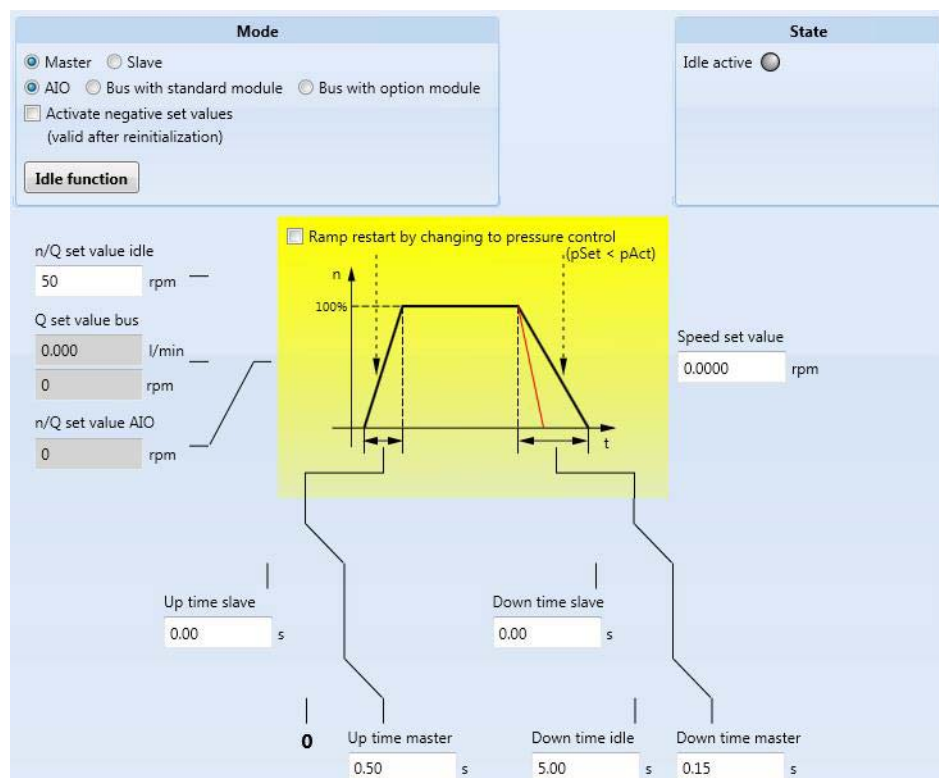 Mode
Master Slave
AIO Bus with standard module Bus with option module
Activate negative set values
(valid after reinitialization)
Idle function
State
Idle active
Ramp restart by changing to pressure control
(pSet < pAct)
n
100%
t
n/Q set value idle
50 rpm
Q set value bus
0.000 l/min
0 rpm
n/Q set value AIO
0 rpm
Speed set value
0.0000 rpm
Up time slave
0.00 s
Down time slave
0.00 s
0
Up time master
0.50 s
Down time idle
5.00 s
Down time master
0.15 s